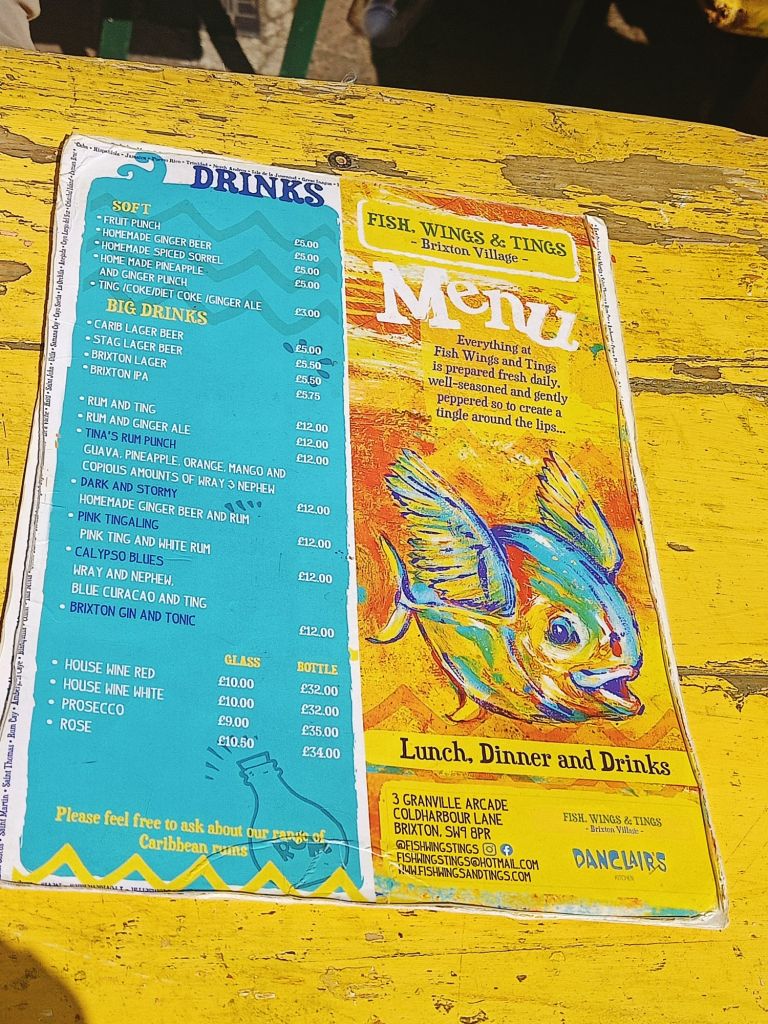 DRINKS
SOFT
• FRUIT PUNCH £5.00
• HOMEMADE GINGER BEER £5.00
• HOMEMADE SPICED SORREL £5.00
• HOME MADE PINEAPPLE
AND GINGER PUNCH £5.00
• TING /COKE/DIET COKE /GINGER ALE £3.00
BIG DRINKS
• CARIB LAGER BEER £5.00
• STAG LAGER BEER £5.50
• BRIXTON LAGER £5.50
• BRIXTON IPA £5.75
• RUM AND TING £12.00
• RUM AND GINGER ALE £12.00
• TINA'S RUM PUNCH £12.00
GUAVA, PINEAPPLE, ORANGE, MANGO AND
COPIOUS AMOUNTS OF WRAY & NEPHEW
• DARK AND STORMY £12.00
HOMEMADE GINGER BEER AND RUM
• PINK TINGALING £12.00
PINK TING AND WHITE RUM
• CALYPSO BLUES £12.00
WRAY AND NEPHEW,
BLUE CURACAO AND TING
• BRIXTON GIN AND TONIC £12.00
GLASS BOTTLE
• HOUSE WINE RED £10.00 £32.00
• HOUSE WINE WHITE £10.00 £32.00
• PROSECCO £9.00 £35.00
• ROSE £10.50 £34.00
Please feel free to ask about our range of
Caribbean rums
RUM
FISH, WINGS & TINGS
- Brixton Village -
Menu
Everything at
Fish Wings and Tings
is prepared fresh daily,
well-seasoned and gently
peppered so to create a
tingle around the lips...
Lunch, Dinner and Drinks
3 GRANVILLE ARCADE
COLDHARBOUR LANE
BRIXTON, SW9 8PR
@FISHWINGSTINGS
FISHWINGSTINGS@HOTMAIL.COM
WWW.FISHWINGSANDTINGS.COM
FISH, WINGS & TINGS
- Brixton Village -
DANCLAIR'S
KITCHEN